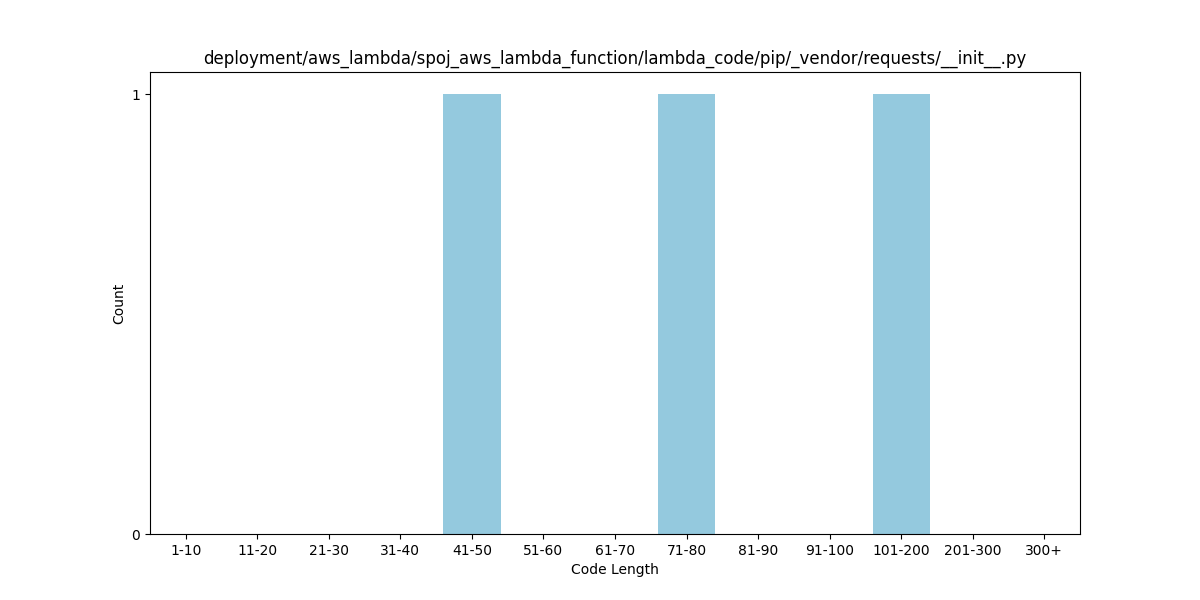 deployment/aws_lambda/spoj_aws_lambda_function/lambda_code/pip/_vendor/requests/__init__.py
1
Count
0
1-10 11-20 21-30 31-40 41-50 51-60 61-70 71-80 81-90 91-100 101-200 201-300 300+
Code Length